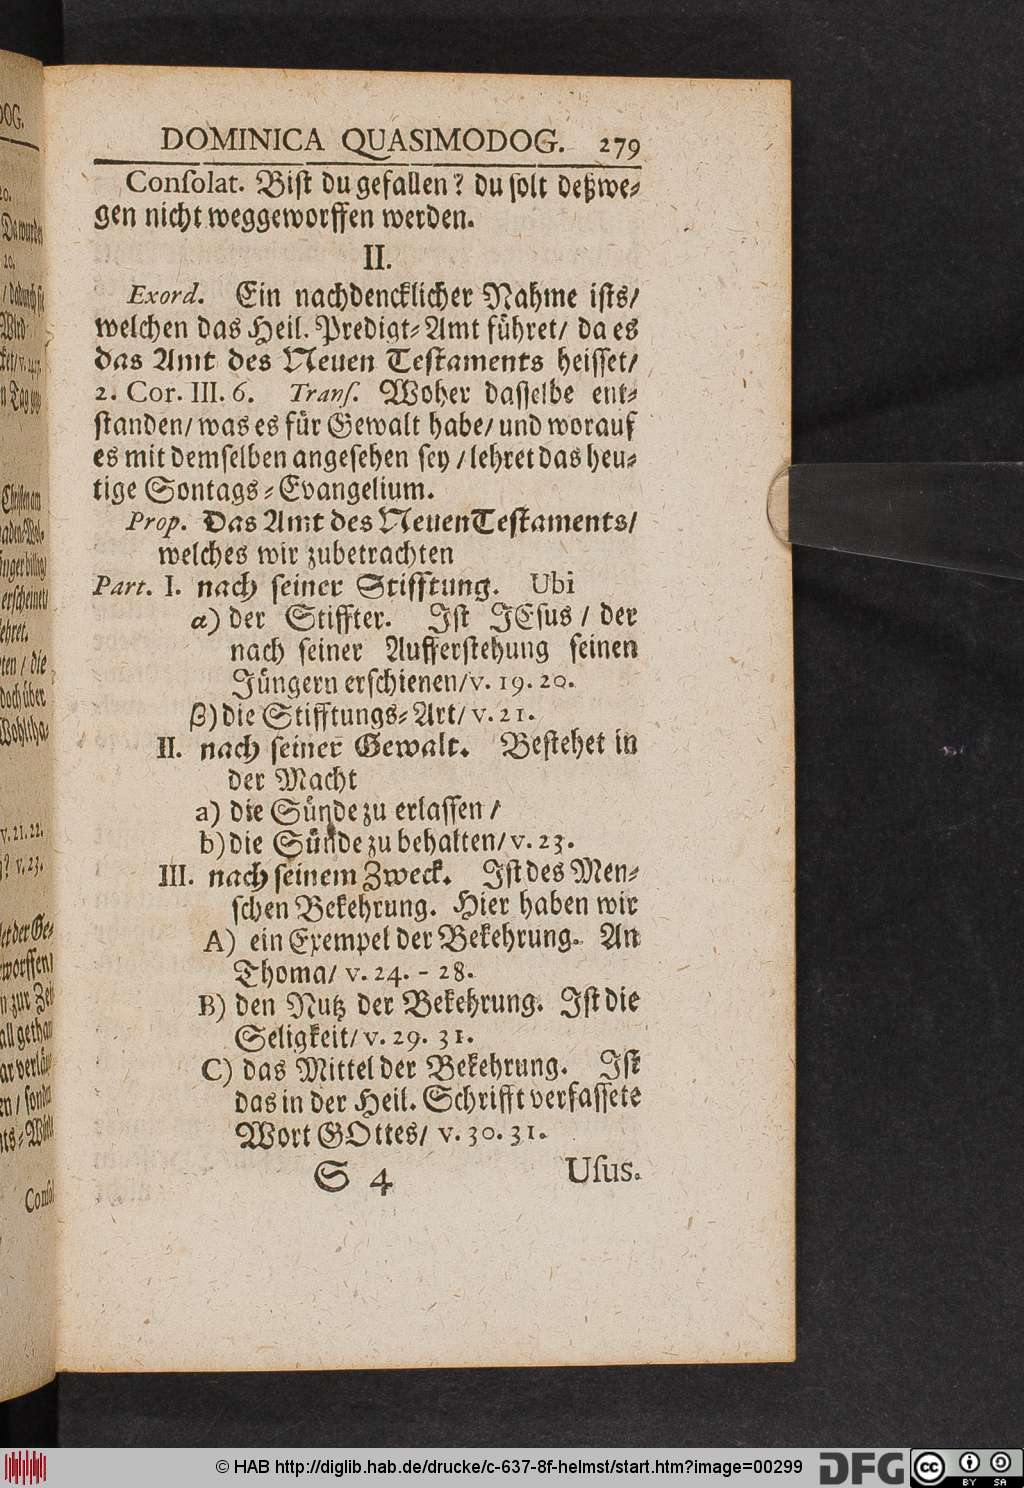 DOMINICA QUASIMODOG. 279
Conſolat. Biſt du gefallen? du ſolt deßwe-
gen nicht weggeworffen werden.
II.
Exord. Ein nachdencklicher Nahme iſts/
welchen das Heil. Predigt-Amt führet/ da es
das Amt des Neuen Teſtaments heiſſet/
2. Cor. III. 6. Tranſ. Woher daſſelbe ent-
ſtanden/ was es für Gewalt habe/ und worauf
es mit demſelben angeſehen ſey / lehret das heu-
tige Sontags-Evangelium.
Prop. Das Amt des Neuen Teſtaments/
welches wir zubetrachten
Part. I. nach ſeiner Stifftung. Ubi
α) der Stiffter. Iſt JEſus / der
nach ſeiner Aufferſtehung ſeinen
Jüngern erſchienen/ v. 19. 20.
β) die Stifftungs-Art/ v. 21.
II. nach ſeiner Gewalt. Beſtehet in
der Macht
a) die Sünde zu erlaſſen /
b) die Sünde zu behalten/ v. 23.
III. nach ſeinem Zweck. Iſt des Men-
ſchen Bekehrung. Hier haben wir
A) ein Exempel der Bekehrung. An
Thoma/ v. 24. - 28.
B) den Nutz der Bekehrung. Iſt die
Seligkeit/ v. 29. 31.
C) das Mittel der Bekehrung. Iſt
das in der Heil. Schrifft verfaſſete
Wort GOttes/ v. 30. 31.
S 4 Uſus.
© HAB http://diglib.hab.de/drucke/c-637-8f-helmst/start.htm?image=00299
DFG
cc BY SA